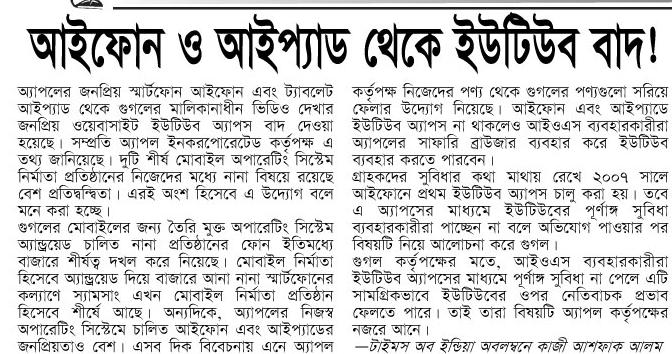 আইফোন ও আইপ্যাড থেকে ইউটিউব বাদ!
অ্যাপলের জনপ্রিয় স্মার্টফোন আইফোন এবং ট্যাবলেট
আইপ্যাড থেকে গুগলের মালিকানাধীন ভিডিও দেখার
জনপ্রিয় ওয়েবসাইট ইউটিউব অ্যাপস বাদ দেওয়া
হয়েছে। সম্প্রতি অ্যাপল ইনকরপোরেটেড কর্তৃপক্ষ এ
তথ্য জানিয়েছে। দুটি শীর্ষ মোবাইল অপারেটিং সিস্টেম
নির্মাতা প্রতিষ্ঠানের নিজেদের মধ্যে নানা বিষয়ে রয়েছে
বেশ প্রতিদ্বন্দ্বিতা। এরই অংশ হিসেবে এ উদ্যোগ বলে
মনে করা হচ্ছে।
গুগলের মোবাইলের জন্য তৈরি মুক্ত অপারেটিং সিস্টেম
অ্যান্ড্রয়েড চালিত নানা প্রতিষ্ঠানের ফোন ইতিমধ্যে
বাজারে শীর্ষত্ব দখল করে নিয়েছে। মোবাইল নির্মাতা
হিসেবে অ্যান্ড্রয়েড দিয়ে বাজারে আনা নানা স্মার্টফোনের
কল্যাণে স্যামসাং এখন মোবাইল নির্মাতা প্রতিষ্ঠান
হিসেবে শীর্ষে আছে। অন্যদিকে, অ্যাপলের নিজস্ব
অপারেটিং সিস্টেমে চালিত আইফোন এবং আইপ্যাডের
জনপ্রিয়তাও বেশ। এসব দিক বিবেচনায় এনে অ্যাপল
কর্তৃপক্ষ নিজেদের পণ্য থেকে গুগলের পণ্যগুলো সরিয়ে
ফেলার উদ্যোগ নিয়েছে। আইফোন এবং আইপ্যাডে
ইউটিউব অ্যাপস না থাকলেও আইওএস ব্যবহারকারীরা
অ্যাপলের সাফারি ব্রাউজার ব্যবহার করে ইউটিউব
ব্যবহার করতে পারবেন।
গ্রাহকদের সুবিধার কথা মাথায় রেখে ২০০৭ সালে
আইফোনে প্রথম ইউটিউব অ্যাপস চালু করা হয়। তবে
এ অ্যাপসের মাধ্যমে ইউটিউবের পূর্ণাঙ্গ সুবিধা
ব্যবহারকারীরা পাচ্ছেন না বলে অভিযোগ পাওয়ার পর
বিষয়টি নিয়ে আলোচনা করে গুগল।
গুগল কর্তৃপক্ষের মতে, আইওএস ব্যবহারকারীরা
ইউটিউব অ্যাপসের মাধ্যমে পূর্ণাঙ্গ সুবিধা না পেলে এটি
সামগ্রিকভাবে ইউটিউবের ওপর নেতিবাচক প্রভাব
ফেলতে পারে। তাই তারা বিষয়টি অ্যাপল কর্তৃপক্ষের
নজরে আনে।
—টাইমস অব ইন্ডিয়া অবলম্বনে কাজী আশফাক আলম